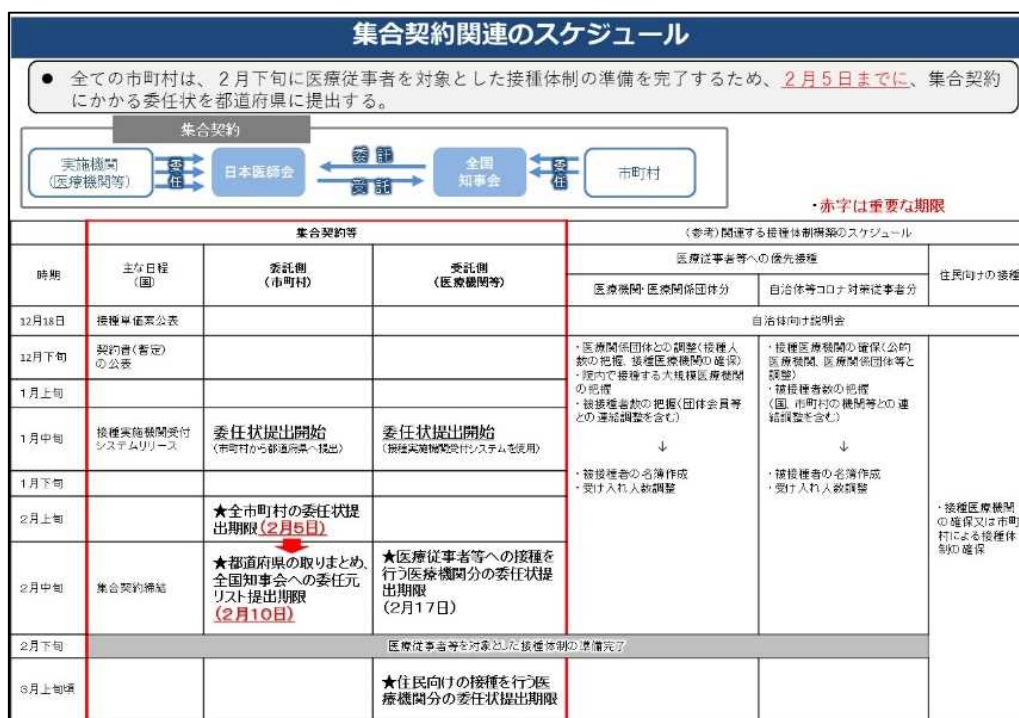 集合契約関連のスケジュール
● 全ての市町村は、2月下旬に医療従事者を対象とした接種体制の準備を完了するため、2月5日までに、集合契約
にかかる委任状を都道府県に提出する。
集合契約
実施機関
(医療機関等)
委任
日本医師会
委託
受託
全国
知事会
委任
市町村
・赤字は重要な期限
集合契約等
(参考)関連する接種体制構築のスケジュール
時期
主な日程
(国)
委託側
(市町村)
受託側
(医療機関等)
医療従事者等への優先接種
住民向けの接種
医療機関・医療関係団体分
自治体等コロナ対策従事者分
12月18日
接種単価案公表
自治体向け説明会
12月下旬
契約書(暫定)
の公表
・医療関係団体との調整(接種人
数の把握、接種医療機関の確保)
・院内で接種する大規模医療機関
の把握
・被接種者数の把握(団体会員等
との連絡調整を含む)
↓
・被接種者の名簿作成
・受け入れ人数調整
・接種医療機関の確保(公的
医療機関、医療関係団体等と
調整)
・被接種者数の把握
(国、市町村の機関等との連
絡調整を含む)
↓
・被接種者の名簿作成
・受け入れ人数調整
・接種医療機関
の確保又は市町
村による接種体
制の確保
1月上旬
1月中旬
接種実施機関受付
システムリリース
委任状提出開始
(市町村から都道府県へ提出)
委任状提出開始
(接種実施機関受付システムを使用)
1月下旬
2月上旬
★全市町村の委任状提
出期限(2月5日)
2月中旬
集合契約締結
★都道府県の取りまとめ、
全国知事会への委任元
リスト提出期限
(2月10日)
★医療従事者等への接種を
行う医療機関分の委任状提
出期限
(2月17日)
2月下旬
医療従事者等を対象とした接種体制の準備完了
3月上旬頃
★住民向けの接種を行う医
療機関分の委任状提出期限